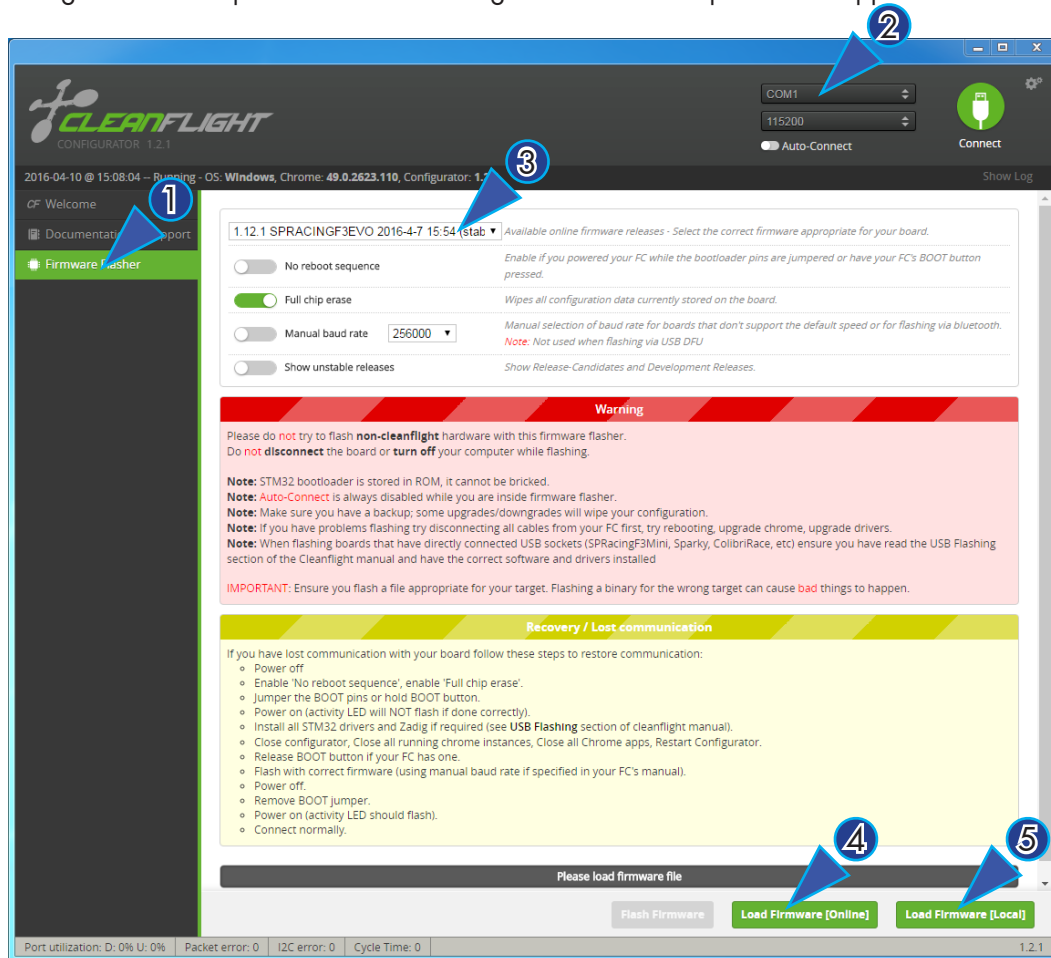 2
COM1
CLEANFLIGHT
CONFIGURATOR 1.2.1
115200
Auto-Connect
Connect
3
2016-04-10 @ 15:08:04 -- Running - OS: Windows, Chrome: 49.0.2623.110, Configurator: 1.2
Show Log
1
CF Welcome
Documentation Support
Firmware Flasher
1.12.1 SPRACINGF3EVO 2016-4-7 15:54 (stab
Available online firmware releases - Select the correct firmware appropriate for your board.
No reboot sequence
Enable if you powered your FC while the bootloader pins are jumpered or have your FC's BOOT button
pressed.
Full chip erase
Wipes all configuration data currently stored on the board.
Manual baud rate
256000
Manual selection of baud rate for boards that don't support the default speed or for flashing via bluetooth.
Note: Not used when flashing via USB DFU
Show unstable releases
Show Release-Candidates and Development Releases.
Warning
Please do not try to flash non-cleanflight hardware with this firmware flasher.
Do not disconnect the board or turn off your computer while flashing.
Note: STM32 bootloader is stored in ROM, it cannot be bricked.
Note: Auto-Connect is always disabled while you are inside firmware flasher.
Note: Make sure you have a backup; some upgrades/downgrades will wipe your configuration.
Note: If you have problems flashing try disconnecting all cables from your FC first, try rebooting, upgrade chrome, upgrade drivers.
Note: When flashing boards that have directly connected USB sockets (SPRacingF3Mini, Sparky, ColibriRace, etc) ensure you have read the USB Flashing
section of the Cleanflight manual and have the correct software and drivers installed
IMPORTANT: Ensure you flash a file appropriate for your target. Flashing a binary for the wrong target can cause bad things to happen.
Recovery / Lost communication
If you have lost communication with your board follow these steps to restore communication:
Power off
Enable 'No reboot sequence', enable 'Full chip erase'.
Jumper the BOOT pins or hold BOOT button.
Power on (activity LED will NOT flash if done correctly).
Install all STM32 drivers and Zadig if required (see USB Flashing section of cleanflight manual).
Close configurator, Close all running chrome instances, Close all Chrome apps, Restart Configurator.
Release BOOT button if your FC has one.
Flash with correct firmware (using manual baud rate if specified in your FC's manual).
Power off.
Remove BOOT jumper.
Power on (activity LED should flash).
Connect normally.
4
5
Please load firmware file
Flash Firmware
Load Firmware [Online]
Load Firmware [Local]
Port utilization: D: 0% U: 0%
Packet error: 0
I2C error: 0
Cycle Time: 0
1.2.1